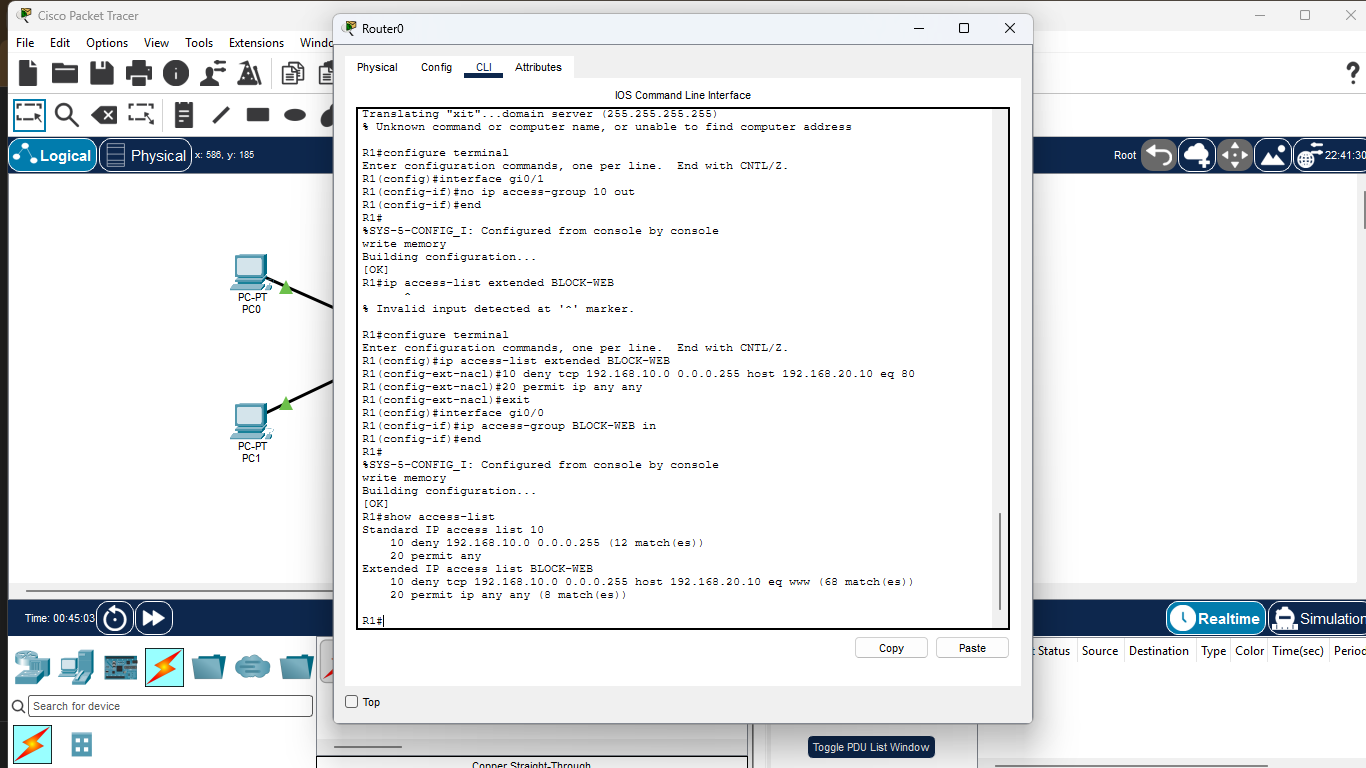 Cisco Packet Tracer
File Edit Options View Tools Extensions Windo
Router0
Physical Config CLI Attributes
IOS Command Line Interface
Translating "xit"...domain server (255.255.255.255)
% Unknown command or computer name, or unable to find computer address
R1#configure terminal
Enter configuration commands, one per line. End with CNTL/Z.
R1(config)#interface gi0/1
R1(config-if)#no ip access-group 10 out
R1(config-if)#end
R1#
%SYS-5-CONFIG_I: Configured from console by console
write memory
Building configuration...
[OK]
R1#ip access-list extended BLOCK-WEB
^
% Invalid input detected at '^' marker.
R1#configure terminal
Enter configuration commands, one per line. End with CNTL/Z.
R1(config)#ip access-list extended BLOCK-WEB
R1(config-ext-nacl)#10 deny tcp 192.168.10.0 0.0.0.255 host 192.168.20.10 eq 80
R1(config-ext-nacl)#20 permit ip any any
R1(config-ext-nacl)#exit
R1(config)#interface gi0/0
R1(config-if)#ip access-group BLOCK-WEB in
R1(config-if)#end
R1#
%SYS-5-CONFIG_I: Configured from console by console
write memory
Building configuration...
[OK]
R1#show access-list
Standard IP access list 10
10 deny 192.168.10.0 0.0.0.255 (12 match(es))
20 permit any
Extended IP access list BLOCK-WEB
10 deny tcp 192.168.10.0 0.0.0.255 host 192.168.20.10 eq www (68 match(es))
20 permit ip any any (8 match(es))
R1#
Copy Paste
Top
Logical Physical x: 586, y: 185
Root 22:41:30
PC-PT
PC0
PC-PT
PC1
Time: 00:45:03
Realtime Simulation
Status Source Destination Type Color Time(sec) Period
Search for device
Toggle PDU List Window
Copper Straight-Through